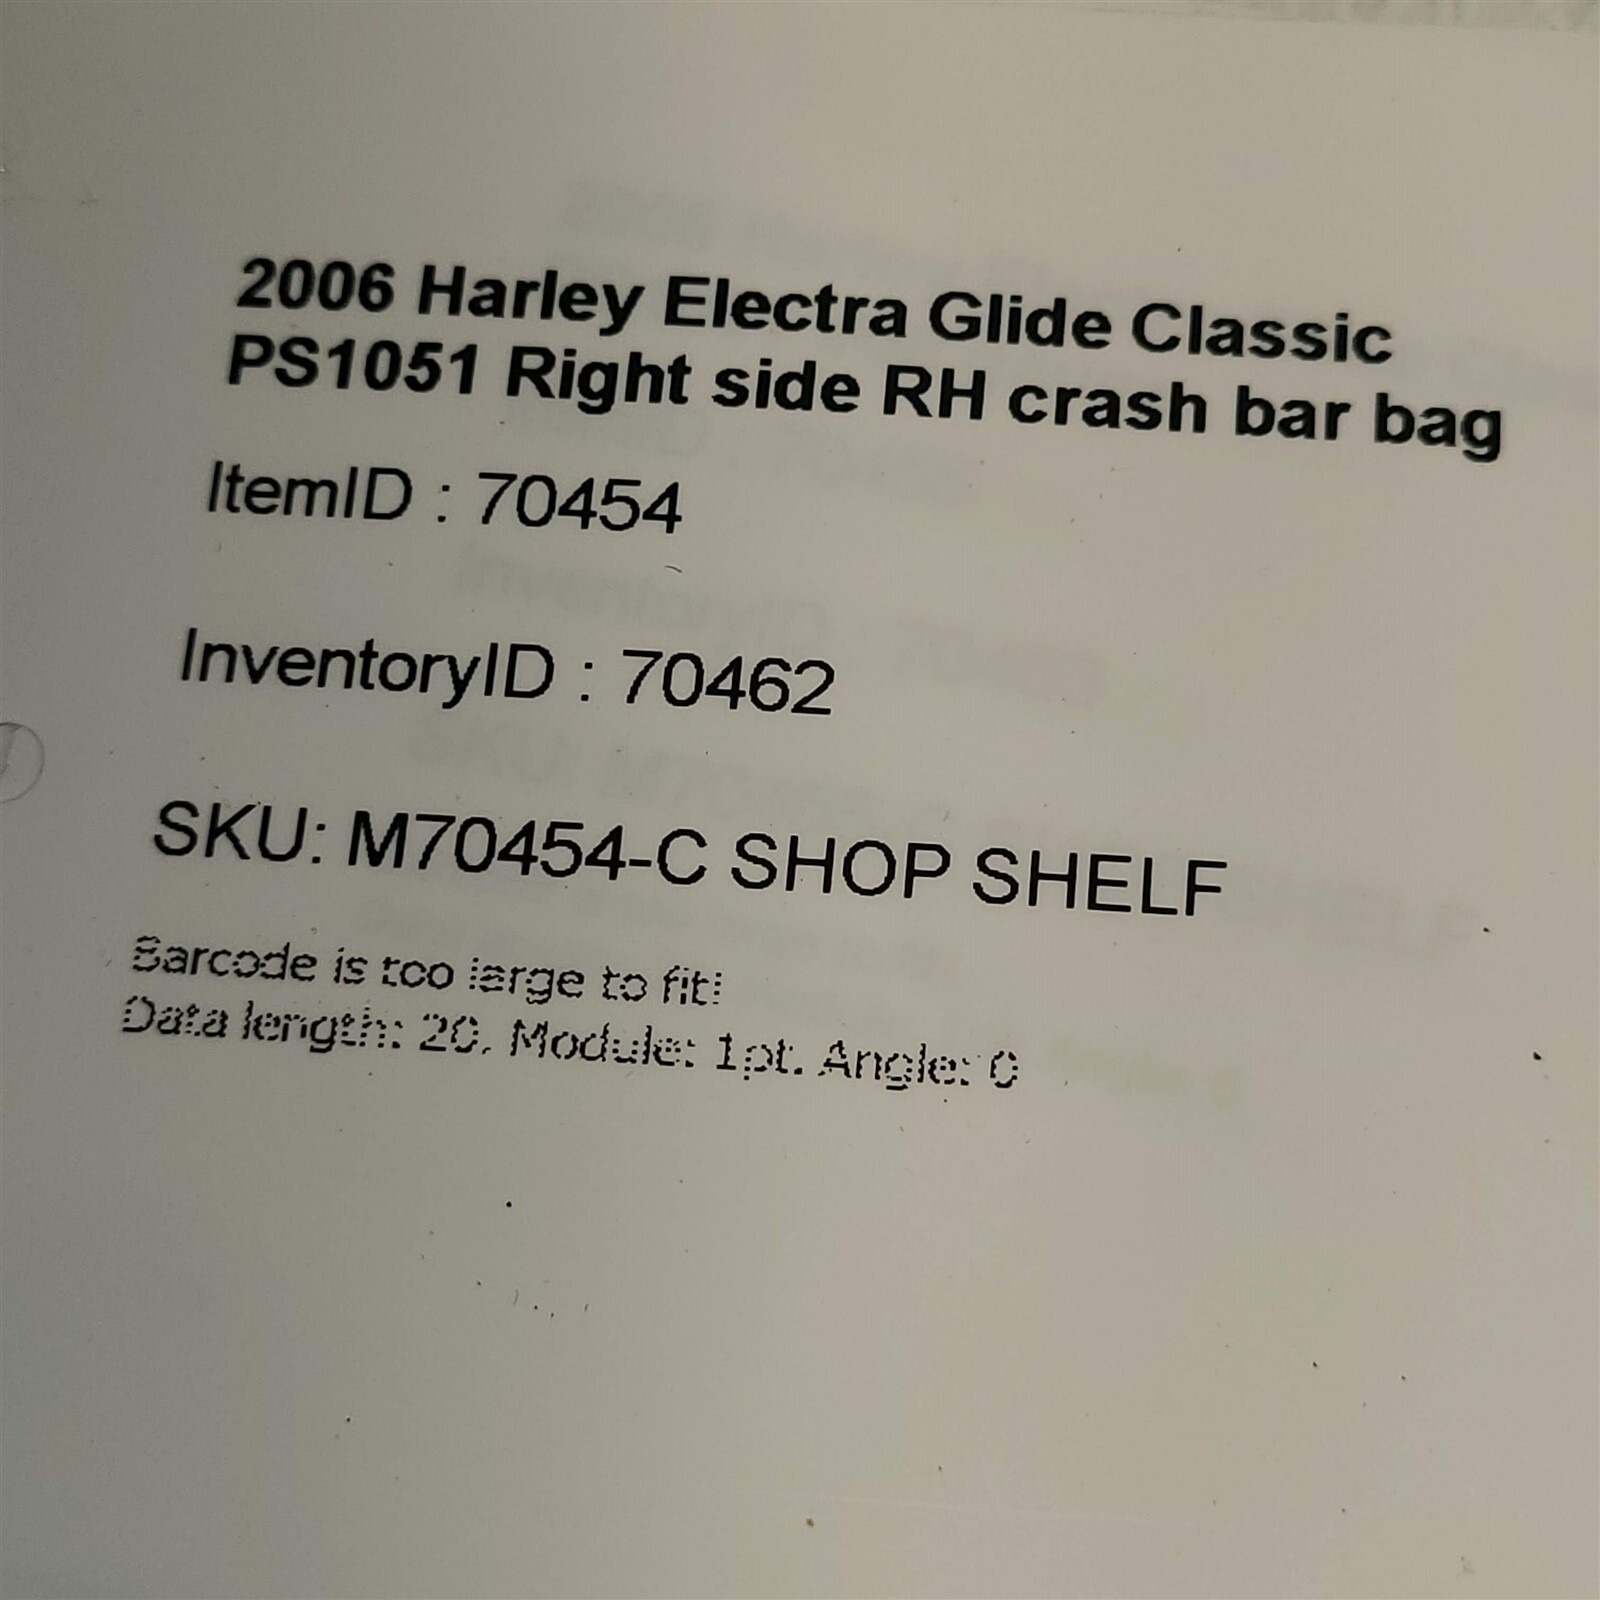 2006 Harley Electra Glide Classic
PS1051 Right side RH crash bar bag
ItemID : 70454
InventoryID : 70462
SKU: M70454-C SHOP SHELF
Barcode is too large to fit!
Data length: 20, Module: 1pt. Angle: 0